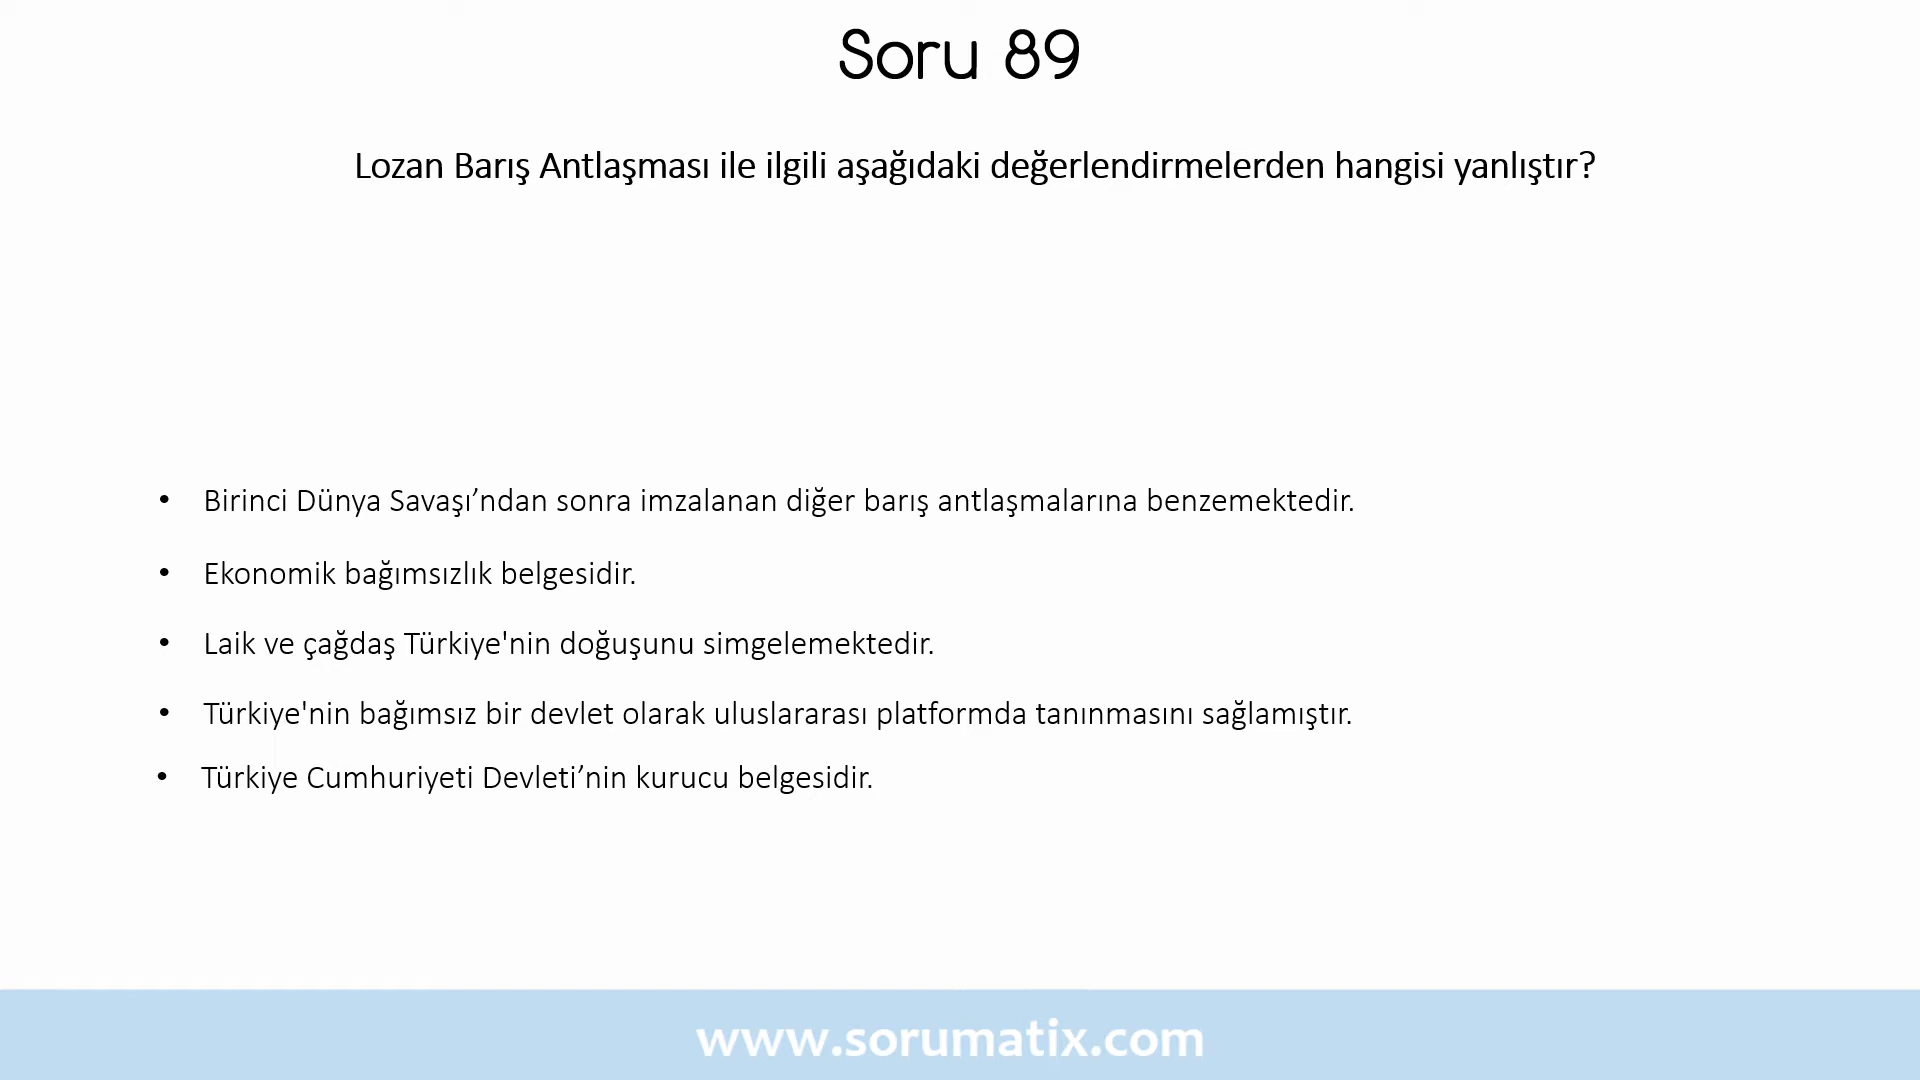 Soru 89
Lozan Barış Antlaşması ile ilgili aşağıdaki değerlendirmelerden hangisi yanlıştır?
• Birinci Dünya Savaşı’ndan sonra imzalanan diğer barış antlaşmalarına benzemektedir.
• Ekonomik bağımsızlık belgesidir.
• Laik ve çağdaş Türkiye'nin doğuşunu simgelemektedir.
• Türkiye'nin bağımsız bir devlet olarak uluslararası platformda tanınmasını sağlamıştır.
• Türkiye Cumhuriyeti Devleti’nin kurucu belgesidir.
www.sorumatix.com